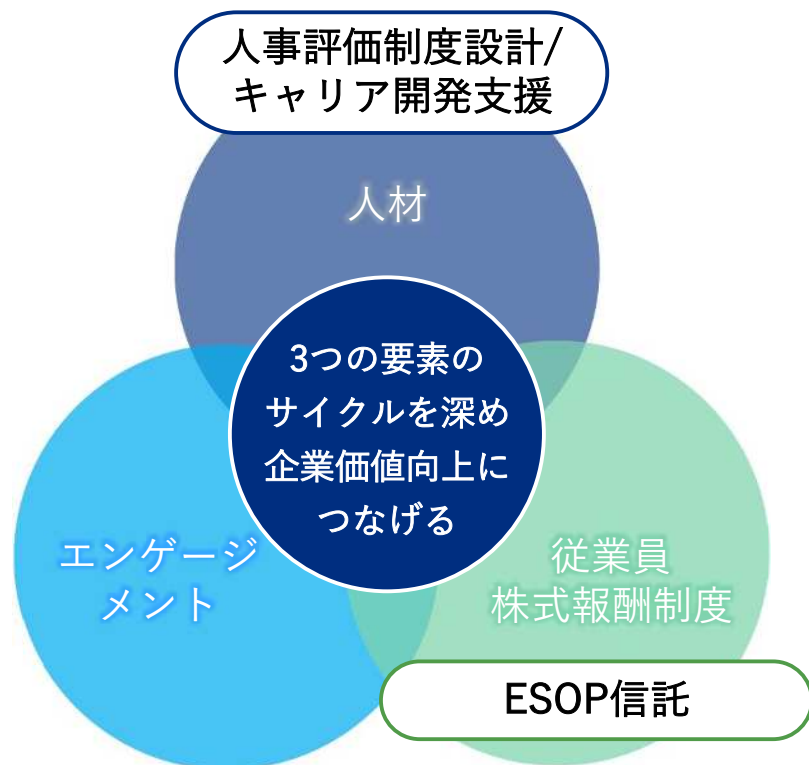 人事評価制度設計/
キャリア開発支援
人材
3つの要素の
サイクルを深め
企業価値向上に
つなげる
エンゲージ
メント
従業員
株式報酬制度
ESOP信託